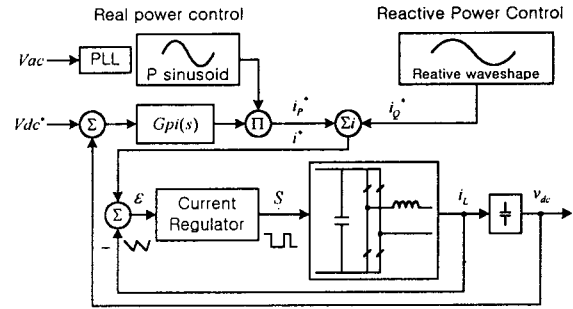 Real power control
Reactive Power Control
Vac
PLL
P sinusoid
Reative waveshape
Vdc*
Σ
Gpi(s)
Π
iP*
i*
Σi
iQ*
Σ
ε
Current
Regulator
S
iL
vdc
−